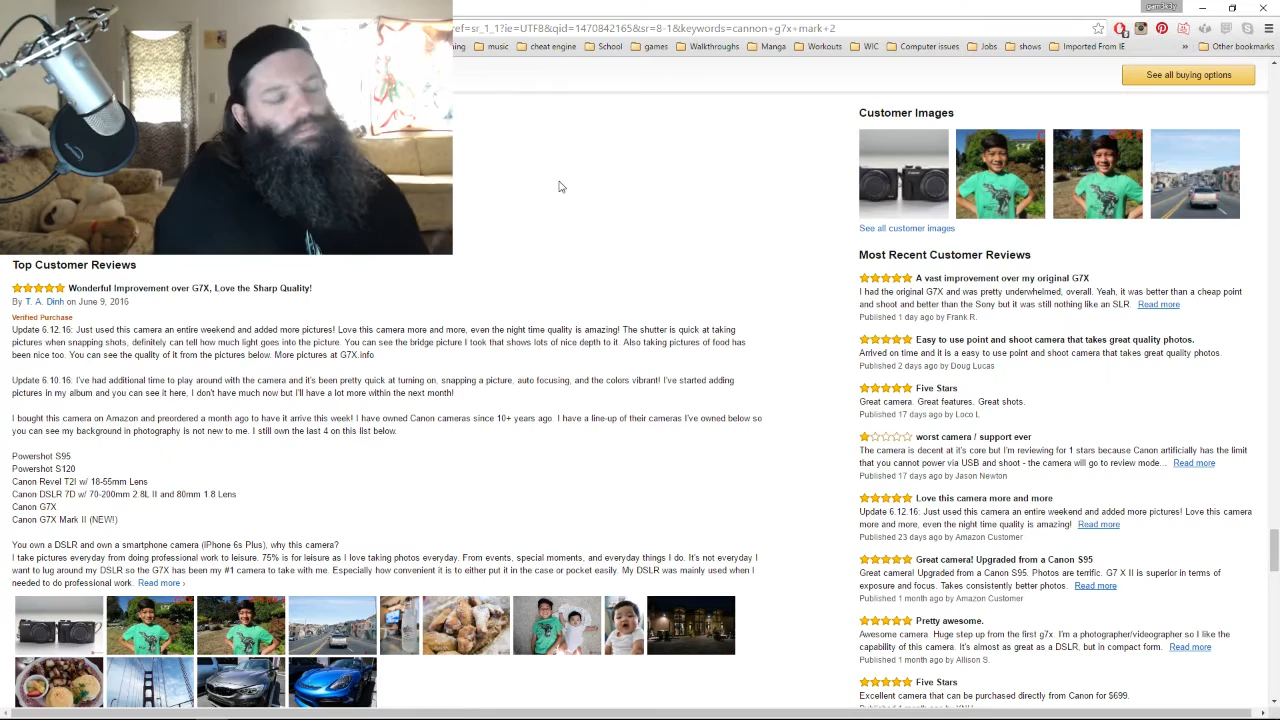 ref=sr_1_1?ie=UTF8&qid=1470842165&sr=8-1&keywords=cannon+g7x+mark+2
music
cheat engine
School
games
Walkthroughs
Manga
Workouts
WIC
Computer issues
Jobs
shows
Imported From IE
»
Other bookmarks
See all buying options
Customer Images
See all customer images
Top Customer Reviews
Wonderful Improvement over G7X, Love the Sharp Quality!
By T. A. Dinh on June 9, 2016
Verified Purchase
Update 6.12.16: Just used this camera an entire weekend and added more pictures! Love this camera more and more, even the night time quality is amazing! The shutter is quick at taking
pictures when snapping shots, definitely can tell how much light goes into the picture. You can see the bridge picture I took that shows lots of nice depth to it. Also taking pictures of food has
been nice too. You can see the quality of it from the pictures below. More pictures at G7X.info
Update 6.10.16: I've had additional time to play around with the camera and it's been pretty quick at turning on, snapping a picture, auto focusing, and the colors vibrant! I've started adding
pictures in my album and you can see it here, I don't have much now but I'll have a lot more within the next month!
I bought this camera on Amazon and preordered a month ago to have it arrive this week! I have owned Canon cameras since 10+ years ago. I have a line-up of their cameras I've owned below so
you can see my background in photography is not new to me. I still own the last 4 on this list below.
Powershot S95
Powershot S120
Canon Revel T2I w/ 18-55mm Lens
Canon DSLR 7D w/ 70-200mm 2.8L II and 80mm 1.8 Lens
Canon G7X
Canon G7X Mark II (NEW!)
You own a DSLR and own a smartphone camera (iPhone 6s Plus), why this camera?
I take pictures everyday from doing professional work to leisure. 75% is for leisure as I love taking photos everyday. From events, special moments, and everyday things I do. It's not everyday I
want to lug around my DSLR so the G7X has been my #1 camera to take with me. Especially how convenient it is to either put it in the case or pocket easily. My DSLR was mainly used when I
needed to do professional work. Read more ›
Most Recent Customer Reviews
A vast improvement over my original G7X
I had the original G7X and was pretty underwhelmed, overall. Yeah, it was better than a cheap point
and shoot and better than the Sony but it was still nothing like an SLR. Read more
Published 1 day ago by Frank R.
Easy to use point and shoot camera that takes great quality photos.
Arrived on time and it is a easy to use point and shoot camera that takes great quality photos.
Published 2 days ago by Doug Lucas
Five Stars
Great camera. Great features. Great shots.
Published 17 days ago by Loco L
worst camera / support ever
The camera is decent at it's core but I'm reviewing for 1 stars because Canon artificially has the limit
that you cannot power via USB and shoot - the camera will go to review mode... Read more
Published 17 days ago by Jason Newton
Love this camera more and more
Update 6.12.16: Just used this camera an entire weekend and added more pictures! Love this camera
more and more, even the night time quality is amazing! Read more
Published 23 days ago by Amazon Customer
Great camera! Upgraded from a Canon S95
Great camera! Upgraded from a Canon S95. Photos are terrific. G7 X II is superior in terms of
exposure and focus. Takes consistently better photos. Read more
Published 1 month ago by Amazon Customer
Pretty awesome.
Awesome camera. Huge step up from the first g7x. I'm a photographer/videographer so I like the
capability of this camera. It's almost as great as a DSLR, but in compact form. Read more
Published 1 month ago by Allison S.
Five Stars
Excellent camera that can be purchased directly from Canon for $699.